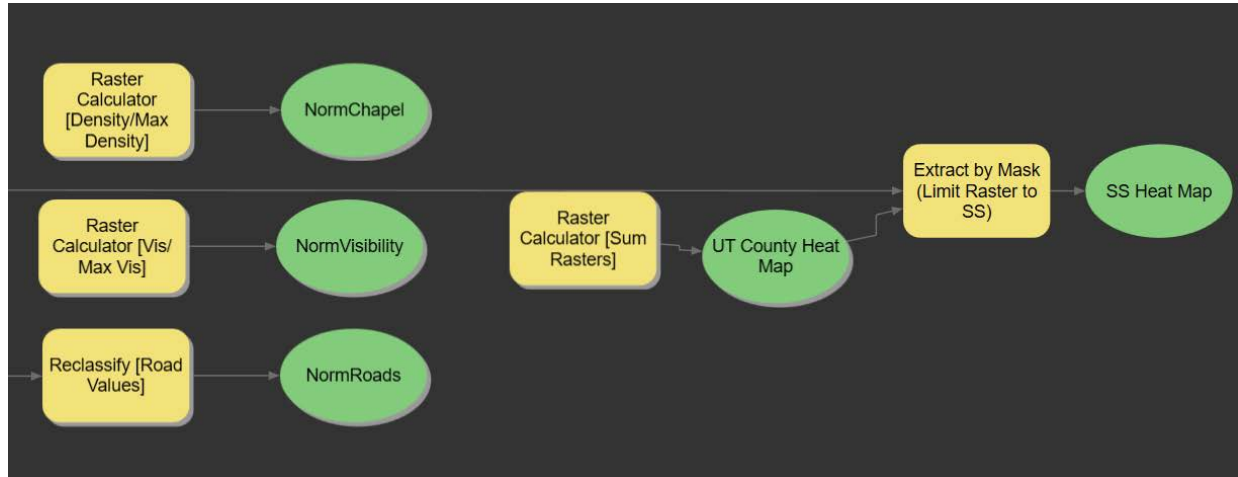 Raster
Calculator
[Density/Max
Density]
NormChapel
Raster
Calculator [Vis/
Max Vis]
NormVisibility
Reclassify [Road
Values]
NormRoads
Raster
Calculator [Sum
Rasters]
UT County Heat
Map
Extract by Mask
(Limit Raster to
SS)
SS Heat Map